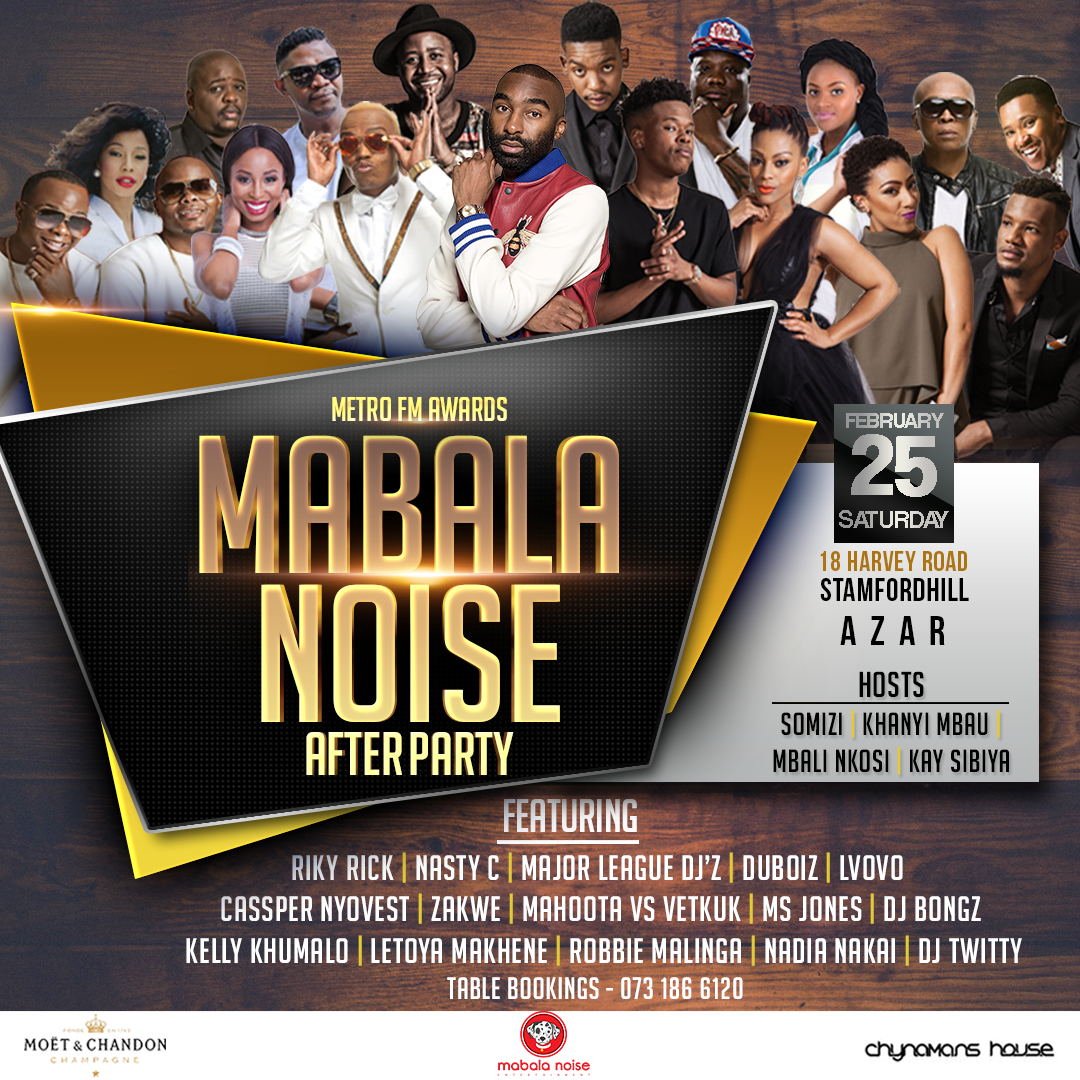 METRO FM AWARDS
MABALA
NOISE
AFTER PARTY
FEBRUARY
25
SATURDAY
18 HARVEY ROAD
STAMFORDHILL
AZAR
HOSTS
SOMIZI | KHANYI MBAU |
MBALI NKOSI | KAY SIBIYA
FEATURING
RIKY RICK | NASTY C | MAJOR LEAGUE DJ'Z | DUBOIZ | LVOVO
CASSPER NYOVEST | ZAKWE | MAHOOTA VS VETKUK | MS JONES | DJ BONGZ
KELLY KHUMALO | LETOYA MAKHENE | ROBBIE MALINGA | NADIA NAKAI | DJ TWITTY
TABLE BOOKINGS - 073 186 6120
MOËT & CHANDON
CHAMPAGNE
mabala noise
ENTERTAINMENT
chynamans house